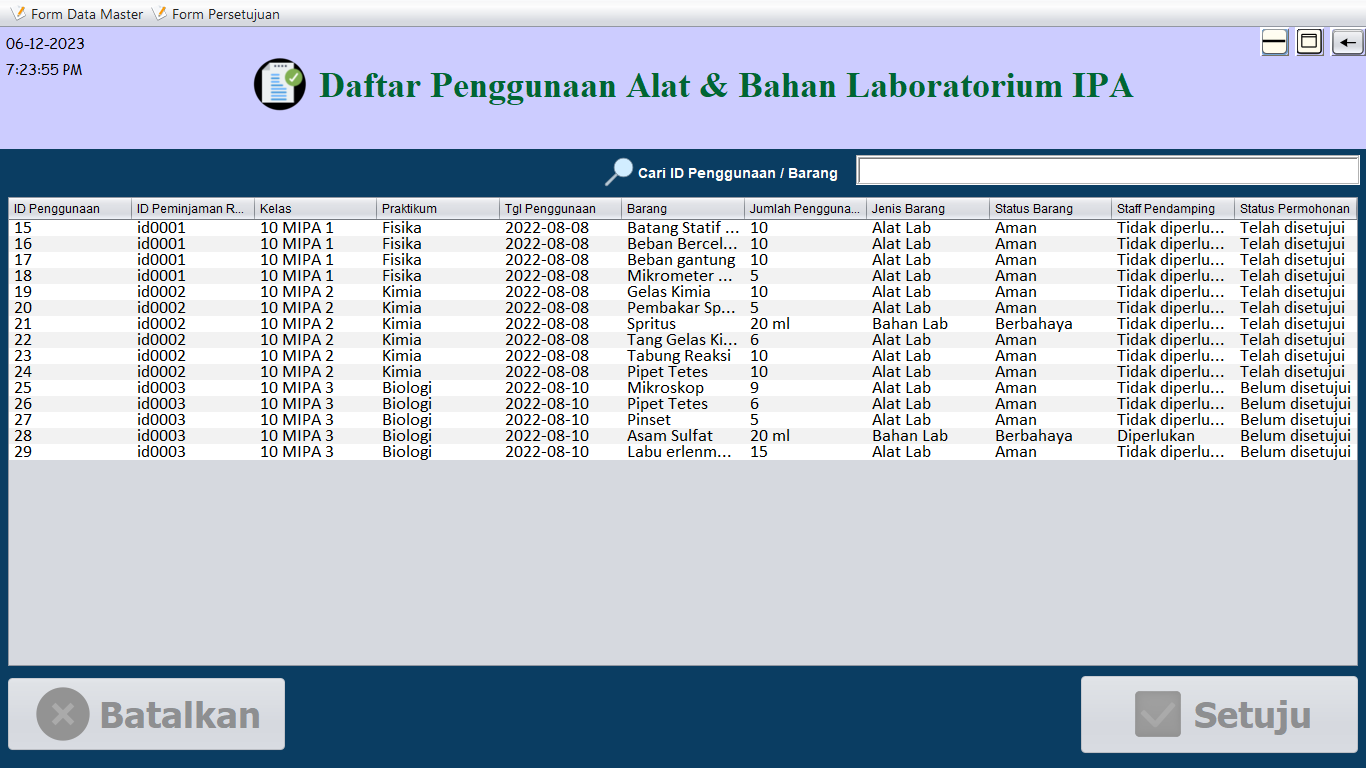 Form Data Master Form Persetujuan
06-12-2023
7:23:55 PM
Daftar Penggunaan Alat & Bahan Laboratorium IPA
Cari ID Penggunaan / Barang
ID Penggunaan ID Peminjaman R... Kelas Praktikum Tgl Penggunaan Barang Jumlah Pengguna... Jenis Barang Status Barang Staff Pendamping Status Permohonan
15 id0001 10 MIPA 1 Fisika 2022-08-08 Batang Statif ... 10 Alat Lab Aman Tidak diperlu... Telah disetujui
16 id0001 10 MIPA 1 Fisika 2022-08-08 Beban Bercel... 10 Alat Lab Aman Tidak diperlu... Telah disetujui
17 id0001 10 MIPA 1 Fisika 2022-08-08 Beban gantung 10 Alat Lab Aman Tidak diperlu... Telah disetujui
18 id0001 10 MIPA 1 Fisika 2022-08-08 Mikrometer ... 5 Alat Lab Aman Tidak diperlu... Telah disetujui
19 id0002 10 MIPA 2 Kimia 2022-08-08 Gelas Kimia 10 Alat Lab Aman Tidak diperlu... Telah disetujui
20 id0002 10 MIPA 2 Kimia 2022-08-08 Pembakar Sp... 5 Alat Lab Aman Tidak diperlu... Telah disetujui
21 id0002 10 MIPA 2 Kimia 2022-08-08 Spritus 20 ml Bahan Lab Berbahaya Tidak diperlu... Telah disetujui
22 id0002 10 MIPA 2 Kimia 2022-08-08 Tang Gelas Ki... 6 Alat Lab Aman Tidak diperlu... Telah disetujui
23 id0002 10 MIPA 2 Kimia 2022-08-08 Tabung Reaksi 10 Alat Lab Aman Tidak diperlu... Telah disetujui
24 id0002 10 MIPA 2 Kimia 2022-08-08 Pipet Tetes 10 Alat Lab Aman Tidak diperlu... Telah disetujui
25 id0003 10 MIPA 3 Biologi 2022-08-10 Mikroskop 9 Alat Lab Aman Tidak diperlu... Belum disetujui
26 id0003 10 MIPA 3 Biologi 2022-08-10 Pipet Tetes 6 Alat Lab Aman Tidak diperlu... Belum disetujui
27 id0003 10 MIPA 3 Biologi 2022-08-10 Pinset 5 Alat Lab Aman Tidak diperlu... Belum disetujui
28 id0003 10 MIPA 3 Biologi 2022-08-10 Asam Sulfat 20 ml Bahan Lab Berbahaya Diperlukan Belum disetujui
29 id0003 10 MIPA 3 Biologi 2022-08-10 Labu erlenm... 15 Alat Lab Aman Tidak diperlu... Belum disetujui
Batalkan Setuju